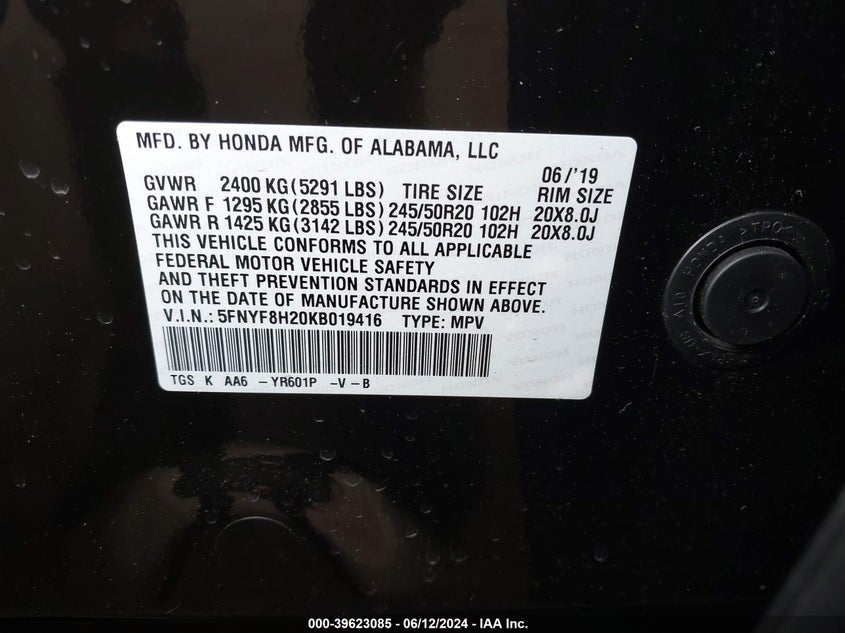 MFD. BY HONDA MFG. OF ALABAMA, LLC
06/'19
GVWR 2400 KG(5291 LBS) TIRE SIZE RIM SIZE
GAWR F 1295 KG(2855 LBS)245/50R20 102H 20X8.0J
GAWR R 1425 KG(3142 LBS)245/50R20 102H 20X8.0J
THIS VEHICLE CONFORMS TO ALL APPLICABLE
FEDERAL MOTOR VEHICLE SAFETY
AND THEFT PREVENTION STANDARDS IN EFFECT
ON THE DATE OF MANUFACTURE SHOWN ABOVE.
V.I.N.: 5FNYF8H20KB019416 TYPE: MPV
TGS K AA6 -YR601P -V-B
HONDA
000-39623085 - 06/12/2024 - IAA Inc.